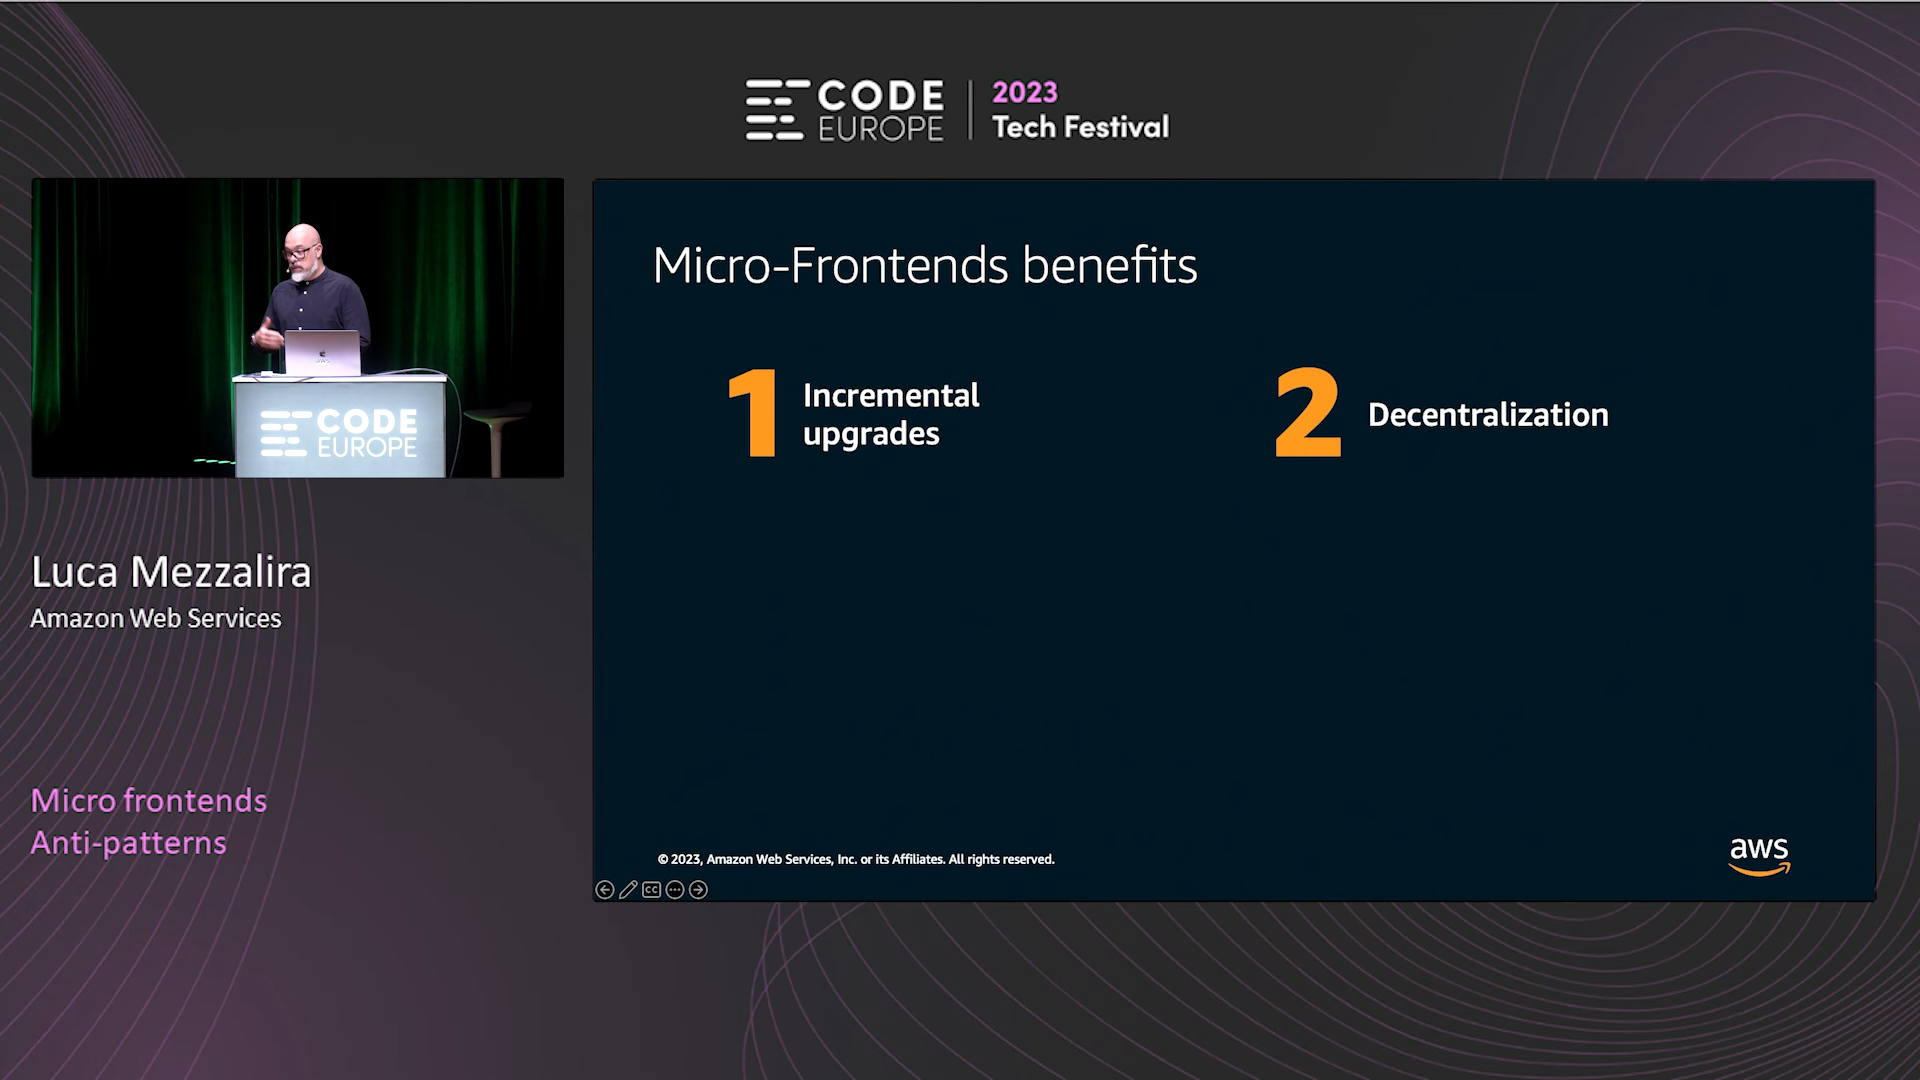 CODE
EUROPE
2023
Tech Festival
CODE
EUROPE
Luca Mezzalira
Amazon Web Services
Micro frontends
Anti-patterns
Micro-Frontends benefits
1 Incremental
upgrades
2 Decentralization
© 2023, Amazon Web Services, Inc. or its Affiliates. All rights reserved.
aws
CC